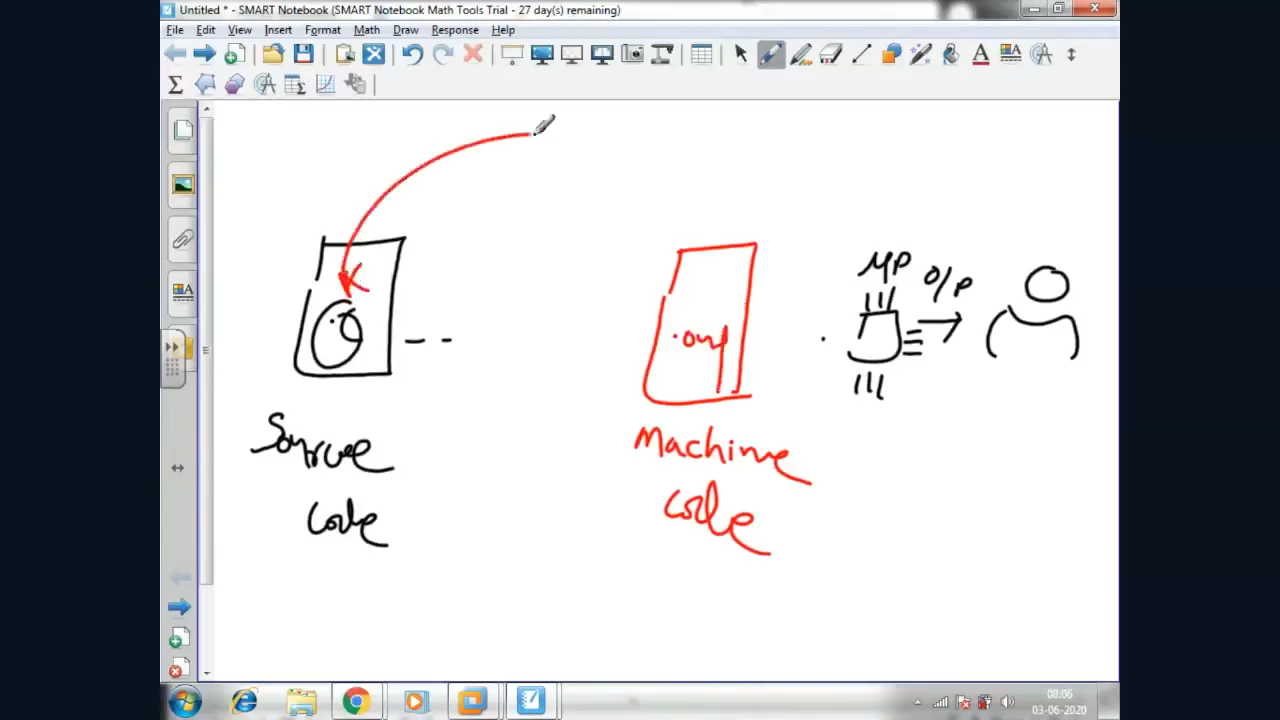 Untitled * - SMART Notebook (SMART Notebook Math Tools Trial - 27 day(s) remaining)
File Edit View Insert Format Math Draw Response Help
K
MP
O/P
.out
Source
code
Machine
code
08:06
03-06-2020